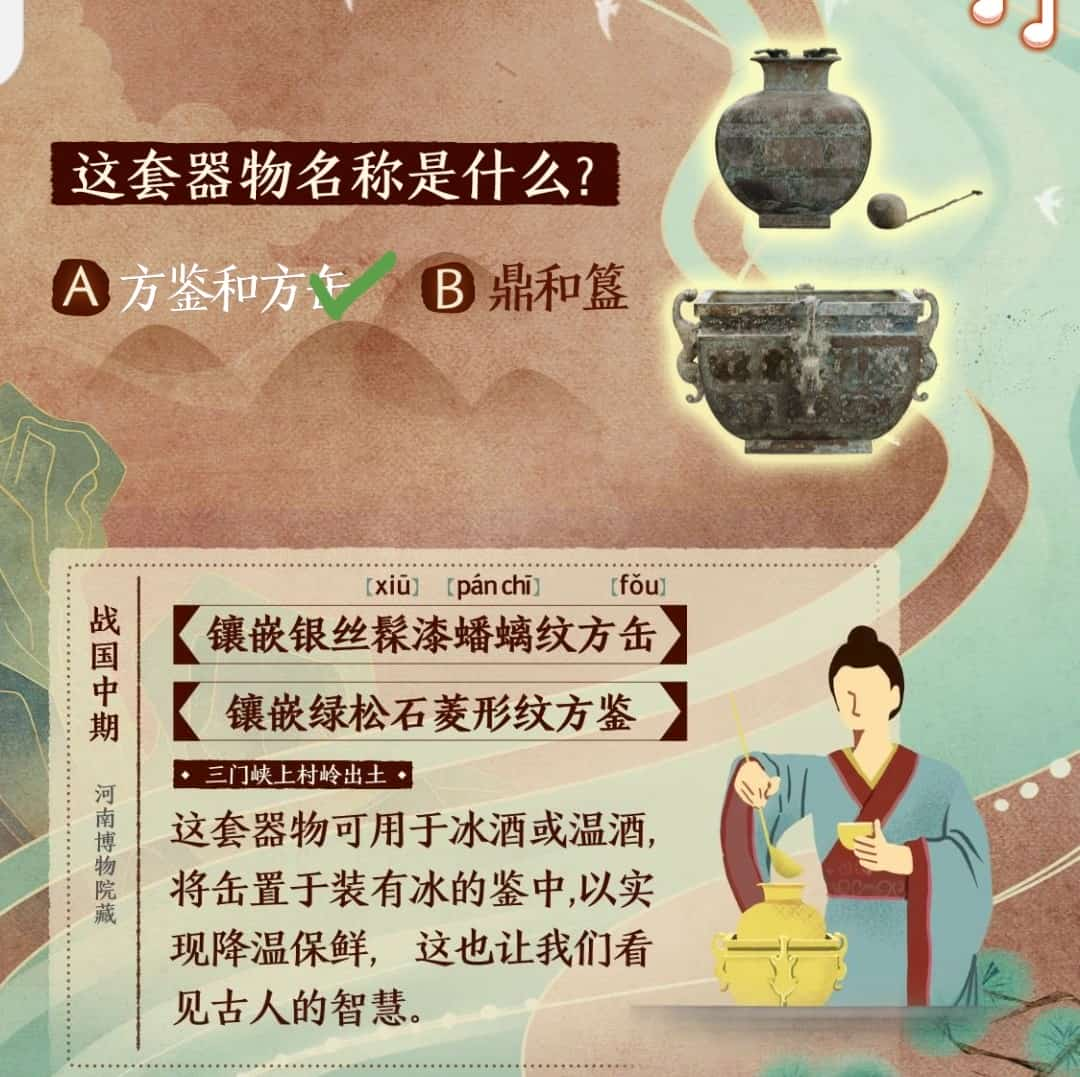 这套器物名称是什么?
A 方鉴和方缶
B 鼎和簋
战国中期
河南博物院藏
[xiū] [pán chī] [fǒu]
镶嵌银丝髹漆蟠螭纹方缶
镶嵌绿松石菱形纹方鉴
三门峡上村岭出土
这套器物可用于冰酒或温酒,
将缶置于装有冰的鉴中,以实
现降温保鲜, 这也让我们看
见古人的智慧。